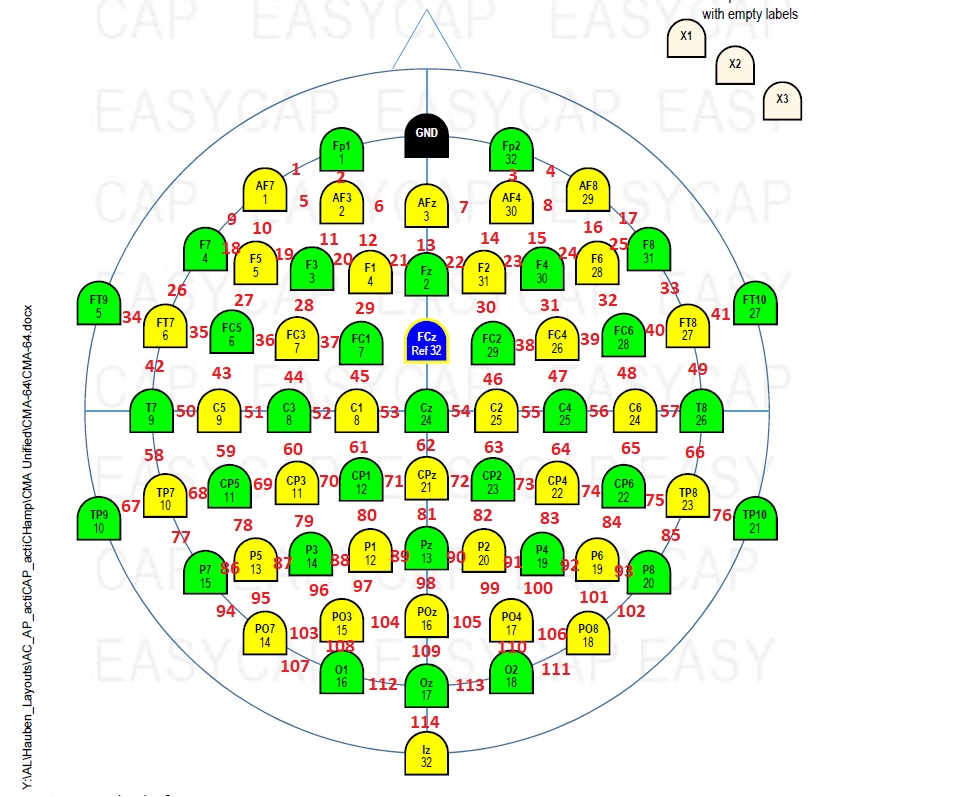 with empty labels
X1
X2
X3
EASYCAP EASYCAP
EASYCAP EASYCAP EASY
GND
Fp1 Fp2
1 32
1 2 3 4
AF7 AF3 AFz AF4 AF8
1 2 3 30 29
5 6 7 8
CAP EASYCAP EASYCAP
9 10 11 12 13 14 15 16 17
F7 F5 F3 F1 Fz F2 F4 F6 F8
4 5 3 4 2 31 30 28 31
18 19 20 21 22 23 24 25
26 27 28 29 30 31 32 33
FT9 FT7 FC5 FC3 FC1 FCz FC2 FC4 FC6 FT8 FT10
5 6 6 7 7 Ref 32 29 26 28 27 27
34 35 36 37 38 39 40 41
42 43 44 45 46 47 48 49
T7 C5 C3 C1 Cz C2 C4 C6 T8
9 9 8 8 24 25 25 24 26
50 51 52 53 54 55 56 57
58 59 60 61 62 63 64 65 66
TP9 TP7 CP5 CP3 CP1 CPz CP2 CP4 CP6 TP8 TP10
10 10 11 11 12 21 23 22 22 23 21
67 68 69 70 71 72 73 74 75 76
77 78 79 80 81 82 83 84 85
P7 P5 P3 P1 Pz P2 P4 P6 P8
15 13 14 12 13 20 19 19 20
86 87 88 89 90 91 92 93
94 95 96 97 98 99 100 101 102
PO7 PO3 POz PO4 PO8
14 15 16 17 18
103 104 105 106
107 108 109 110 111
O1 Oz O2
16 17 18
112 113
114
Iz
32
Y:\AL\Hauben_Layouts\AC_AP_actiCAP_actiCHamp\CMA Unified\CMA-64\CMA-64.docx